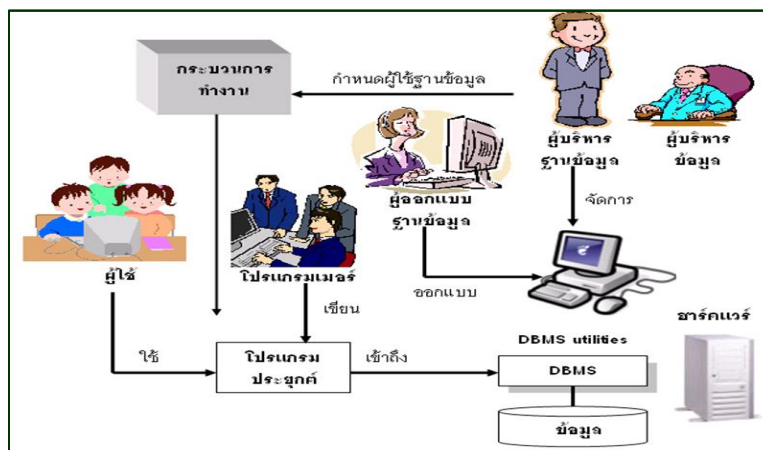 กระบวนการ
ทำงาน
กำหนดผู้ใช้ฐานข้อมูล
ผู้บริหาร
ฐานข้อมูล
ผู้บริหาร
ข้อมูล
ผู้ออกแบบ
ฐานข้อมูล
จัดการ
ผู้ใช้
โปรแกรมเมอร์
ออกแบบ
เขียน
ฮาร์ดแวร์
DBMS utilities
ใช้
โปรแกรม
ประยุกต์
เข้าถึง
DBMS
ข้อมูล